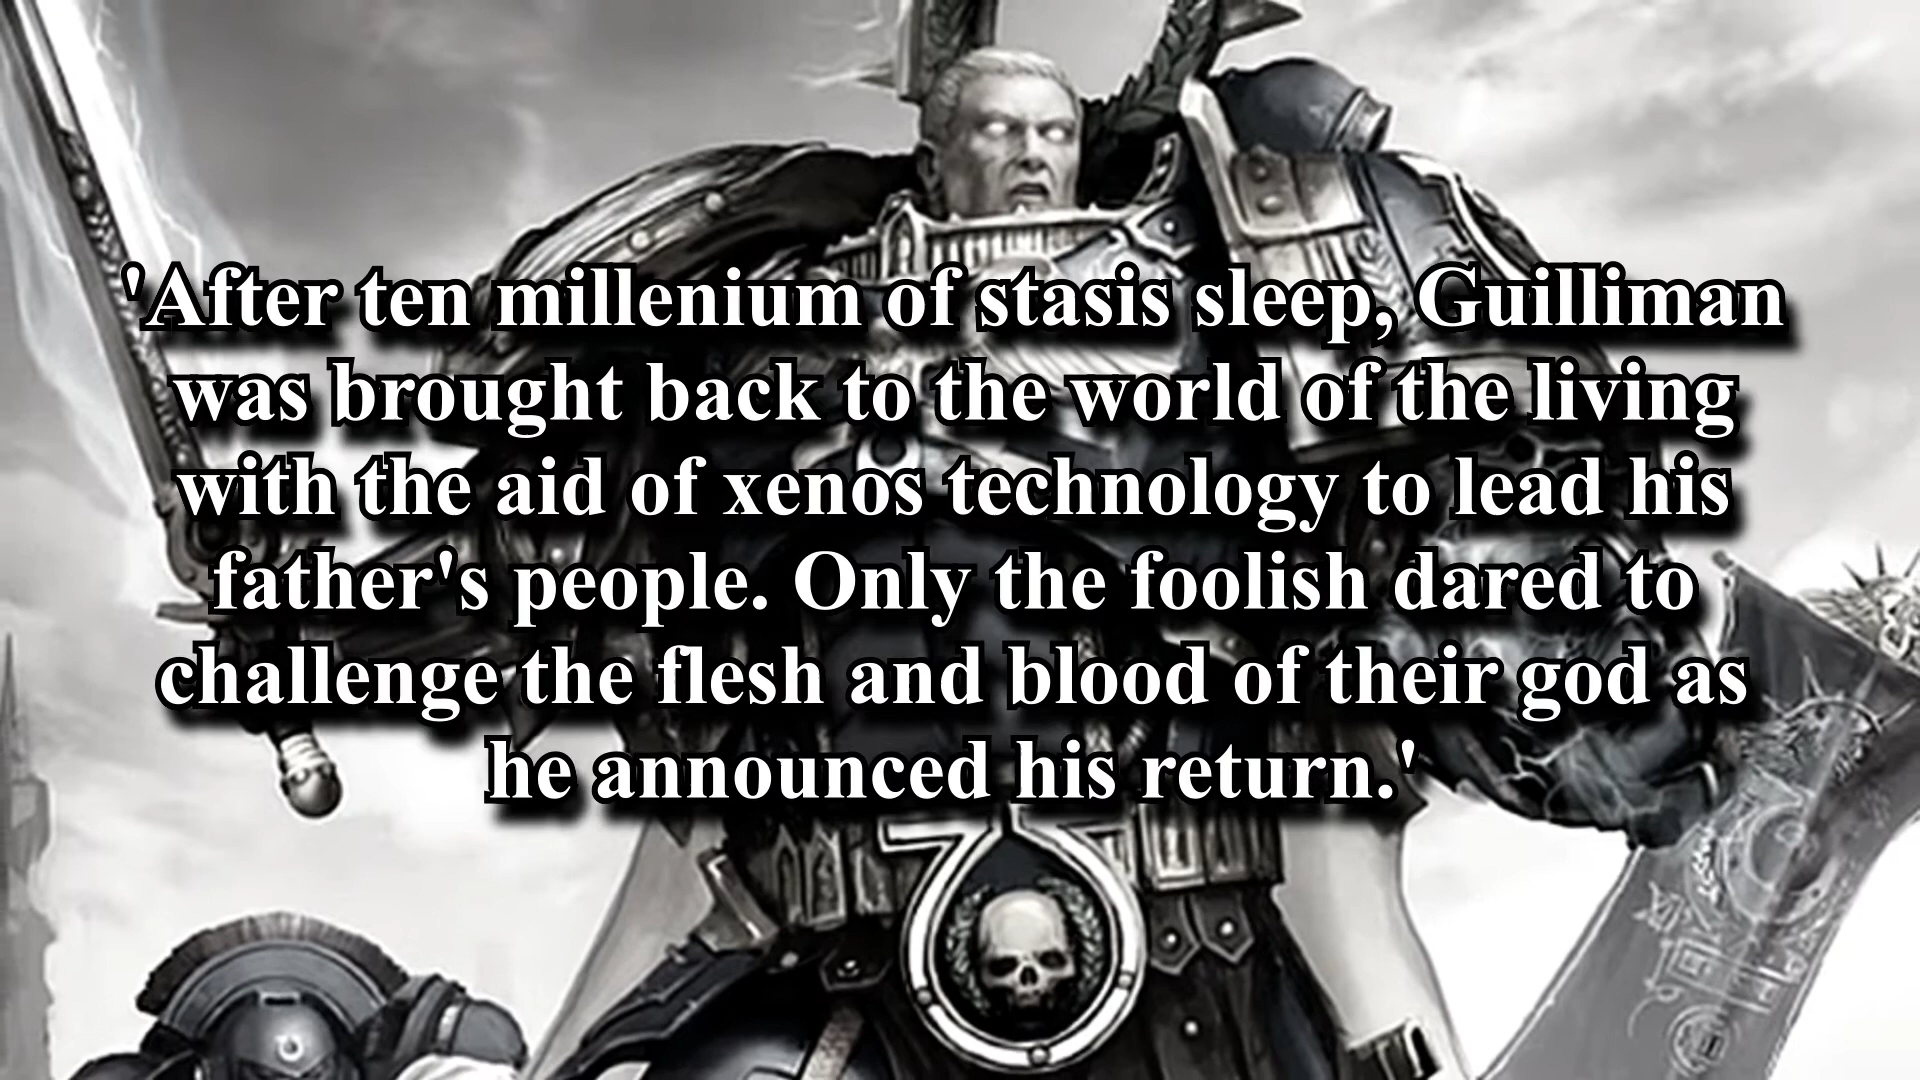 'After ten millenium of stasis sleep, Guilliman
was brought back to the world of the living
with the aid of xenos technology to lead his
father's people. Only the foolish dared to
challenge the flesh and blood of their god as
he announced his return.'